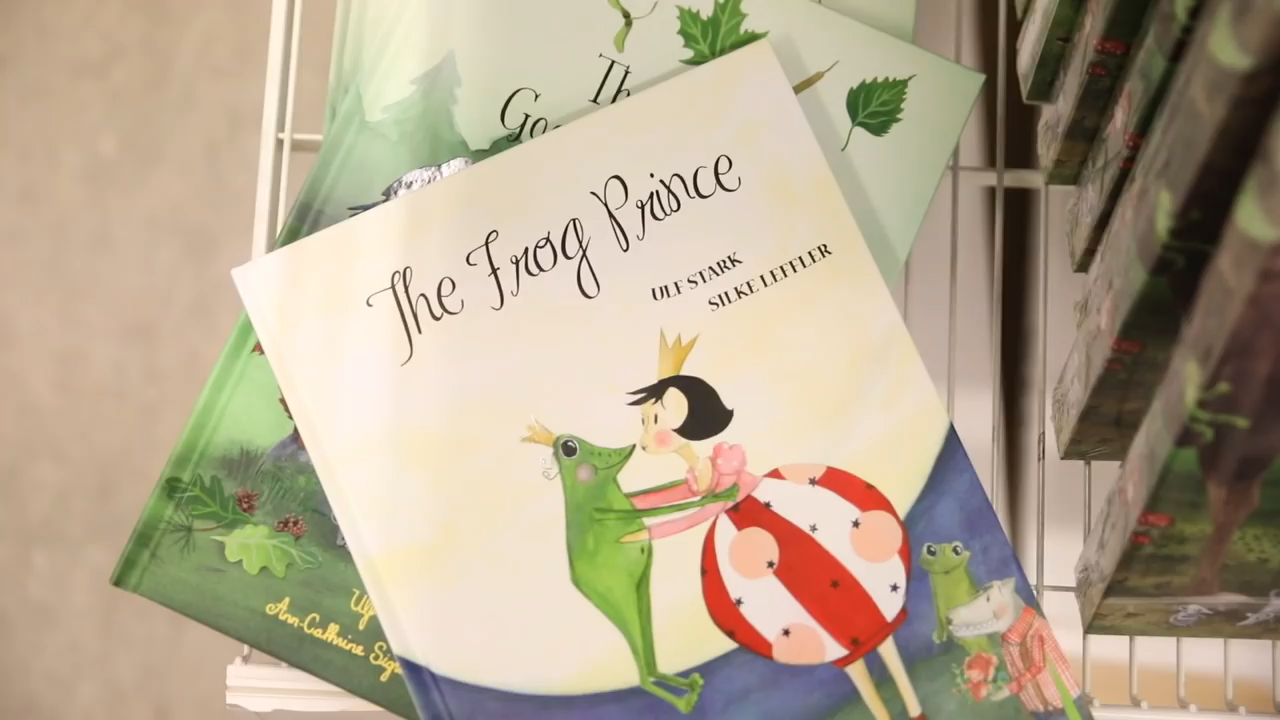 The Frog Prince
ULF STARK
SILKE LEFFLER
Ann-Cathrine